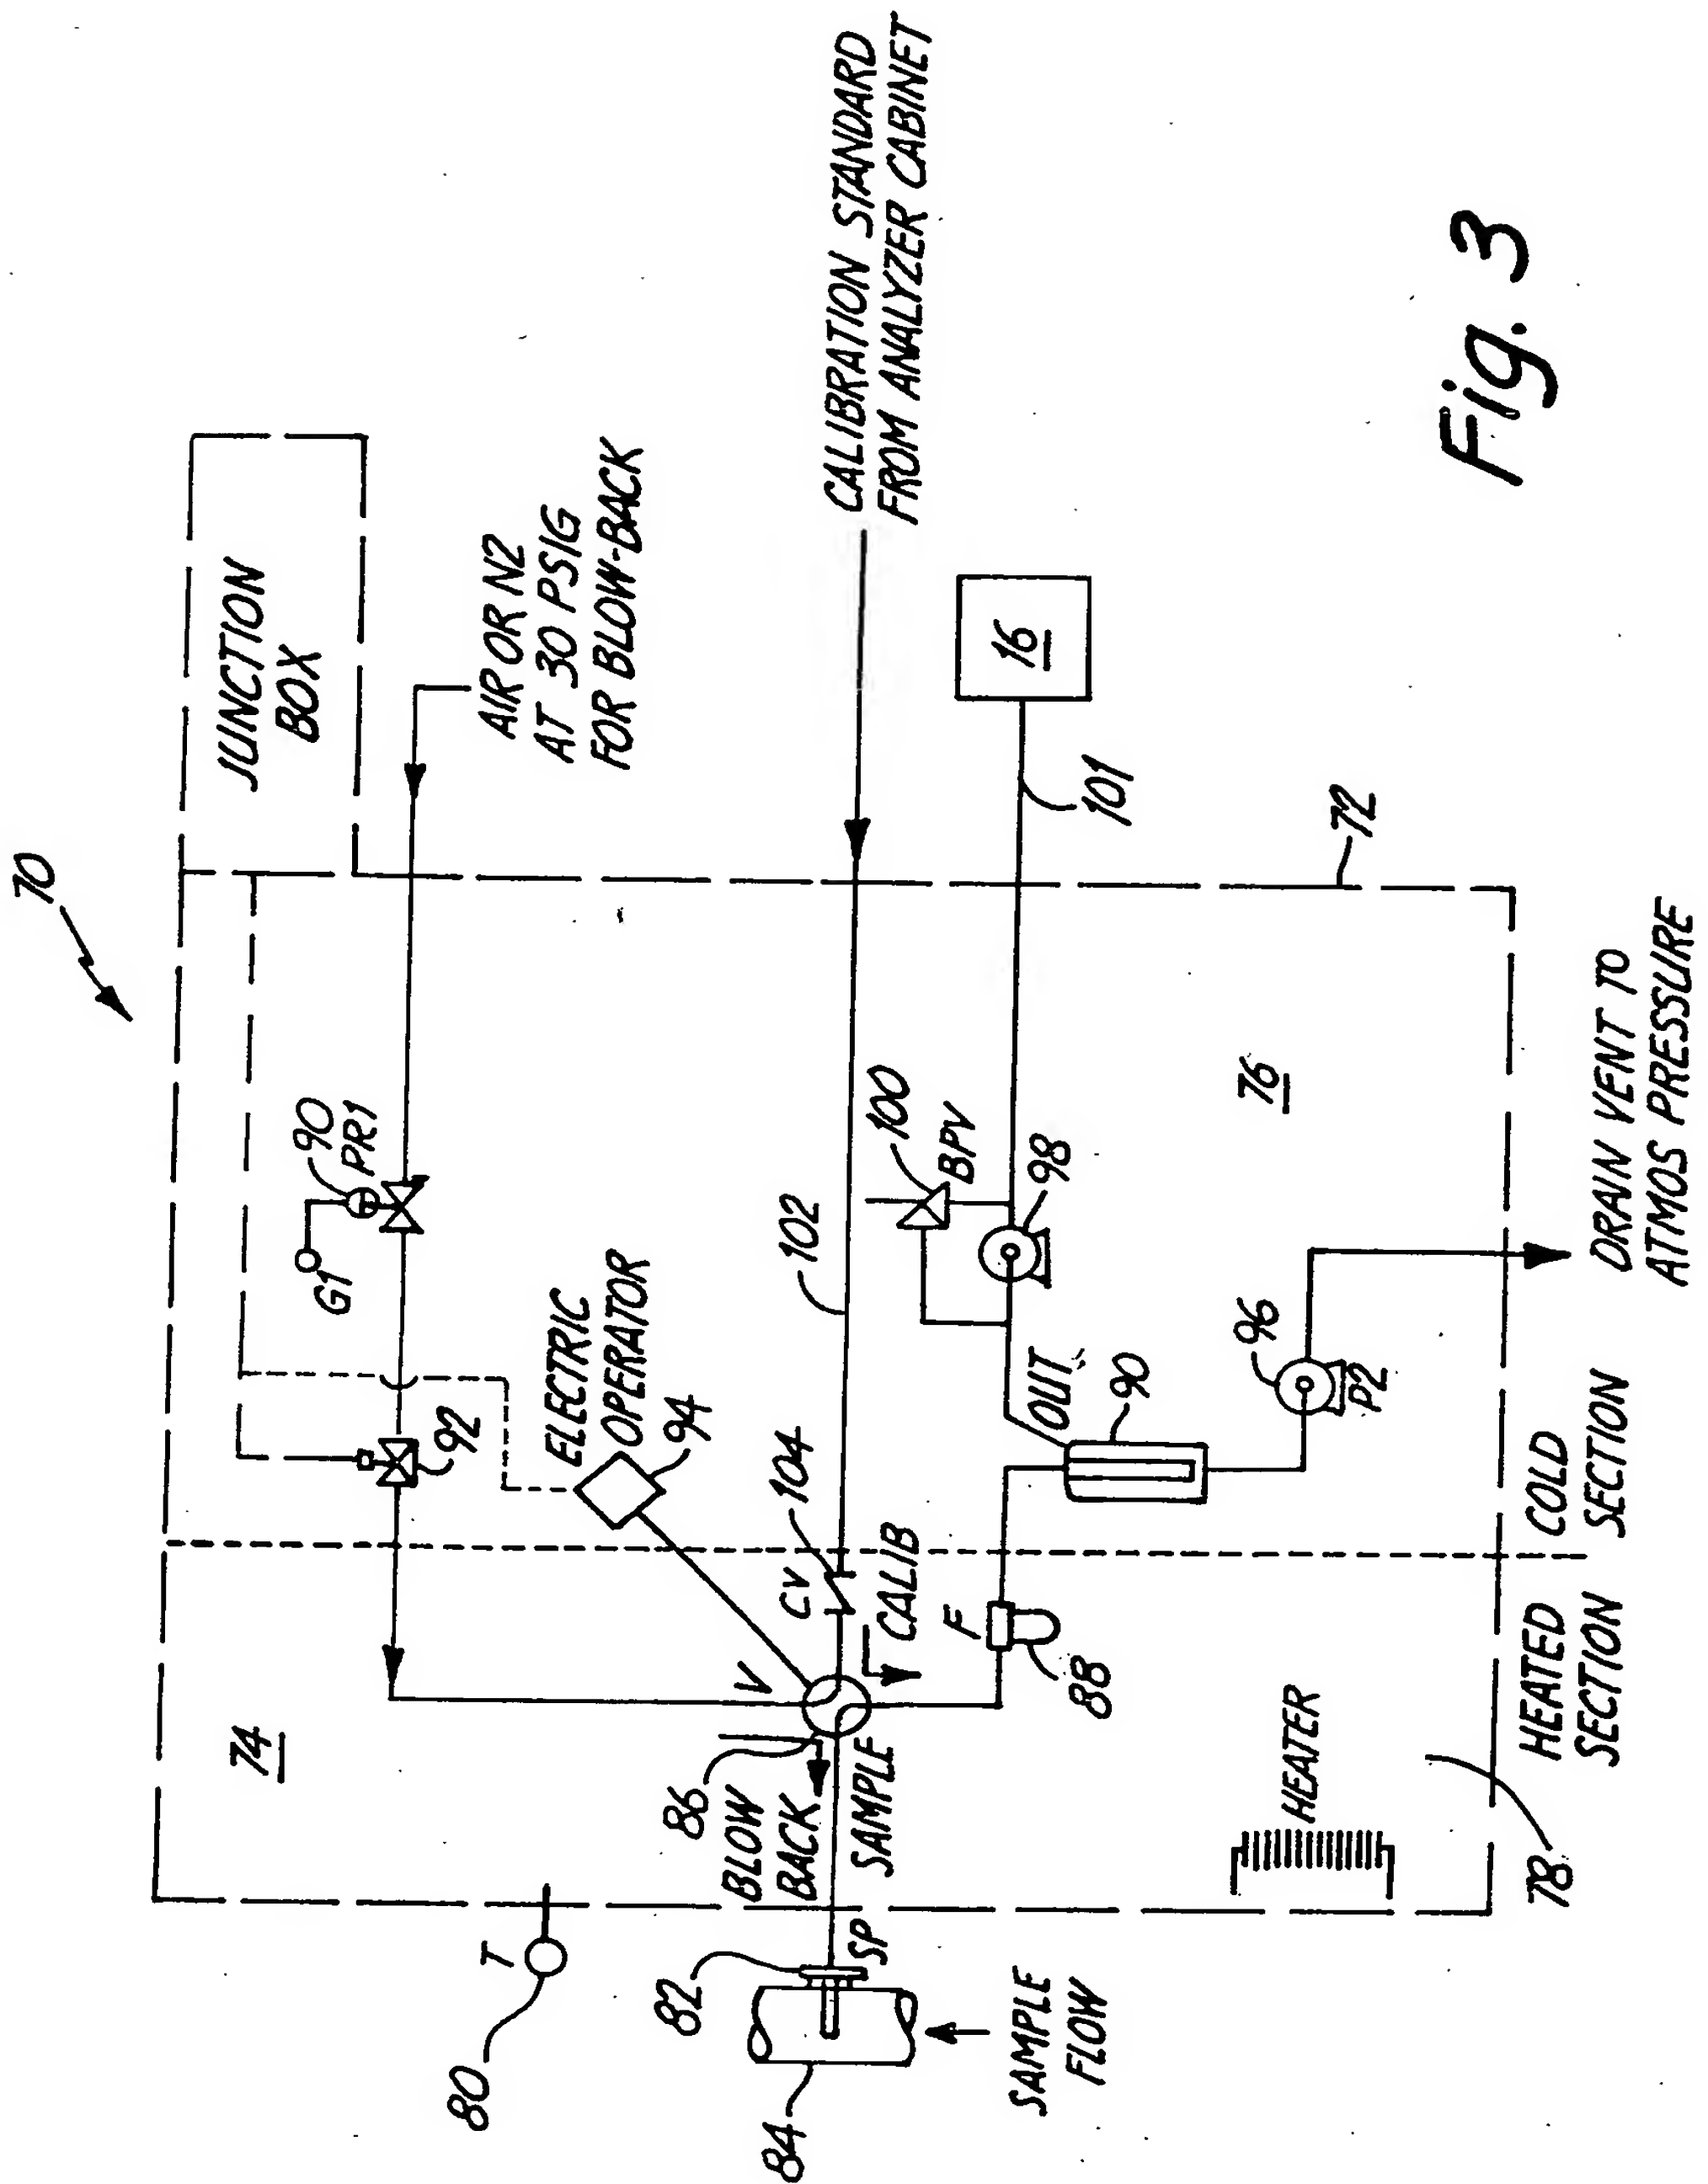 70
JUNCTION
BOX
AIR OR N2
AT 30 PSIG
FOR BLOW-BACK
CALIBRATION STANDARD
FROM ANALYZER CABINET
90
PR1
G1
92
ELECTRIC
OPERATOR
94
102
104
CV
V
CALIB
74
86
BLOW
BACK
SAMPLE
T
80
82
SP
84
SAMPLE
FLOW
F
88
OUT
90
100
BPV
98
101
16
72
76
96
P2
HEATER
78
HEATED
SECTION
COLD
SECTION
DRAIN VENT TO
ATMOS PRESSURE
Fig. 3